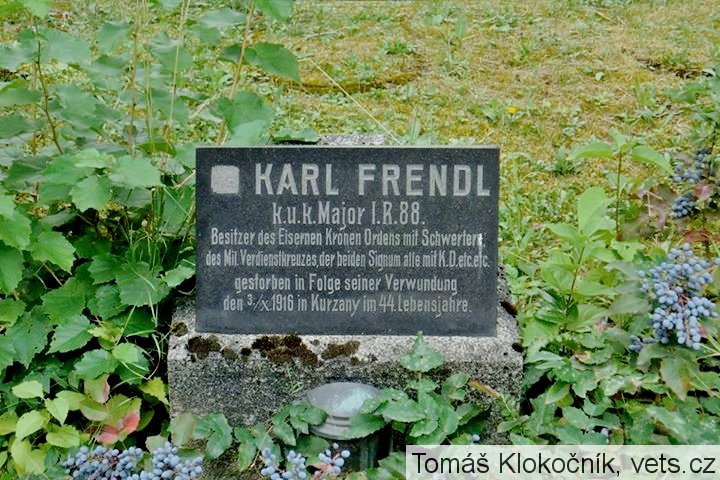 KARL FRENDL
k.u.k. Major I.R. 88.
Besitzer des Eisernen Kronen Ordens mit Schwertern
des Mil. Verdienstkreuzes, der beiden Signum alle mit K.D. etc. etc.
gestorben in Folge seiner Verwundung
den 3/X 1916 in Kurzany im 44. Lebensjahre.
Tomáš Klokočník, vets.cz